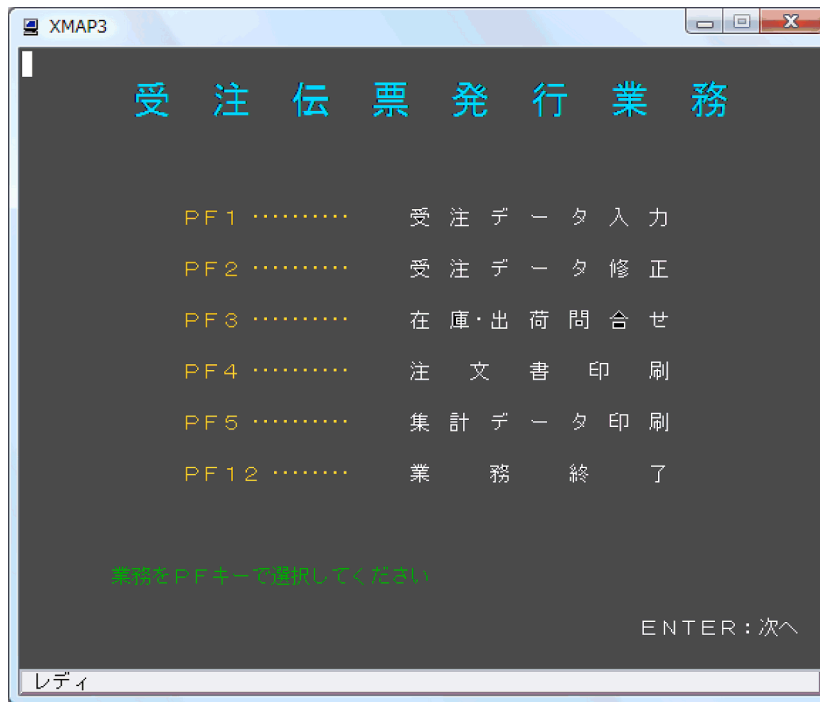 XMAP3
受注伝票発行業務
PF1 ‥‥‥‥‥ 受注データ入力
PF2 ‥‥‥‥‥ 受注データ修正
PF3 ‥‥‥‥‥ 在庫・出荷問合せ
PF4 ‥‥‥‥‥ 注文書印刷
PF5 ‥‥‥‥‥ 集計データ印刷
PF12 ‥‥‥‥ 業務終了
業務をPFキーで選択してください
ENTER:次へ
レディ